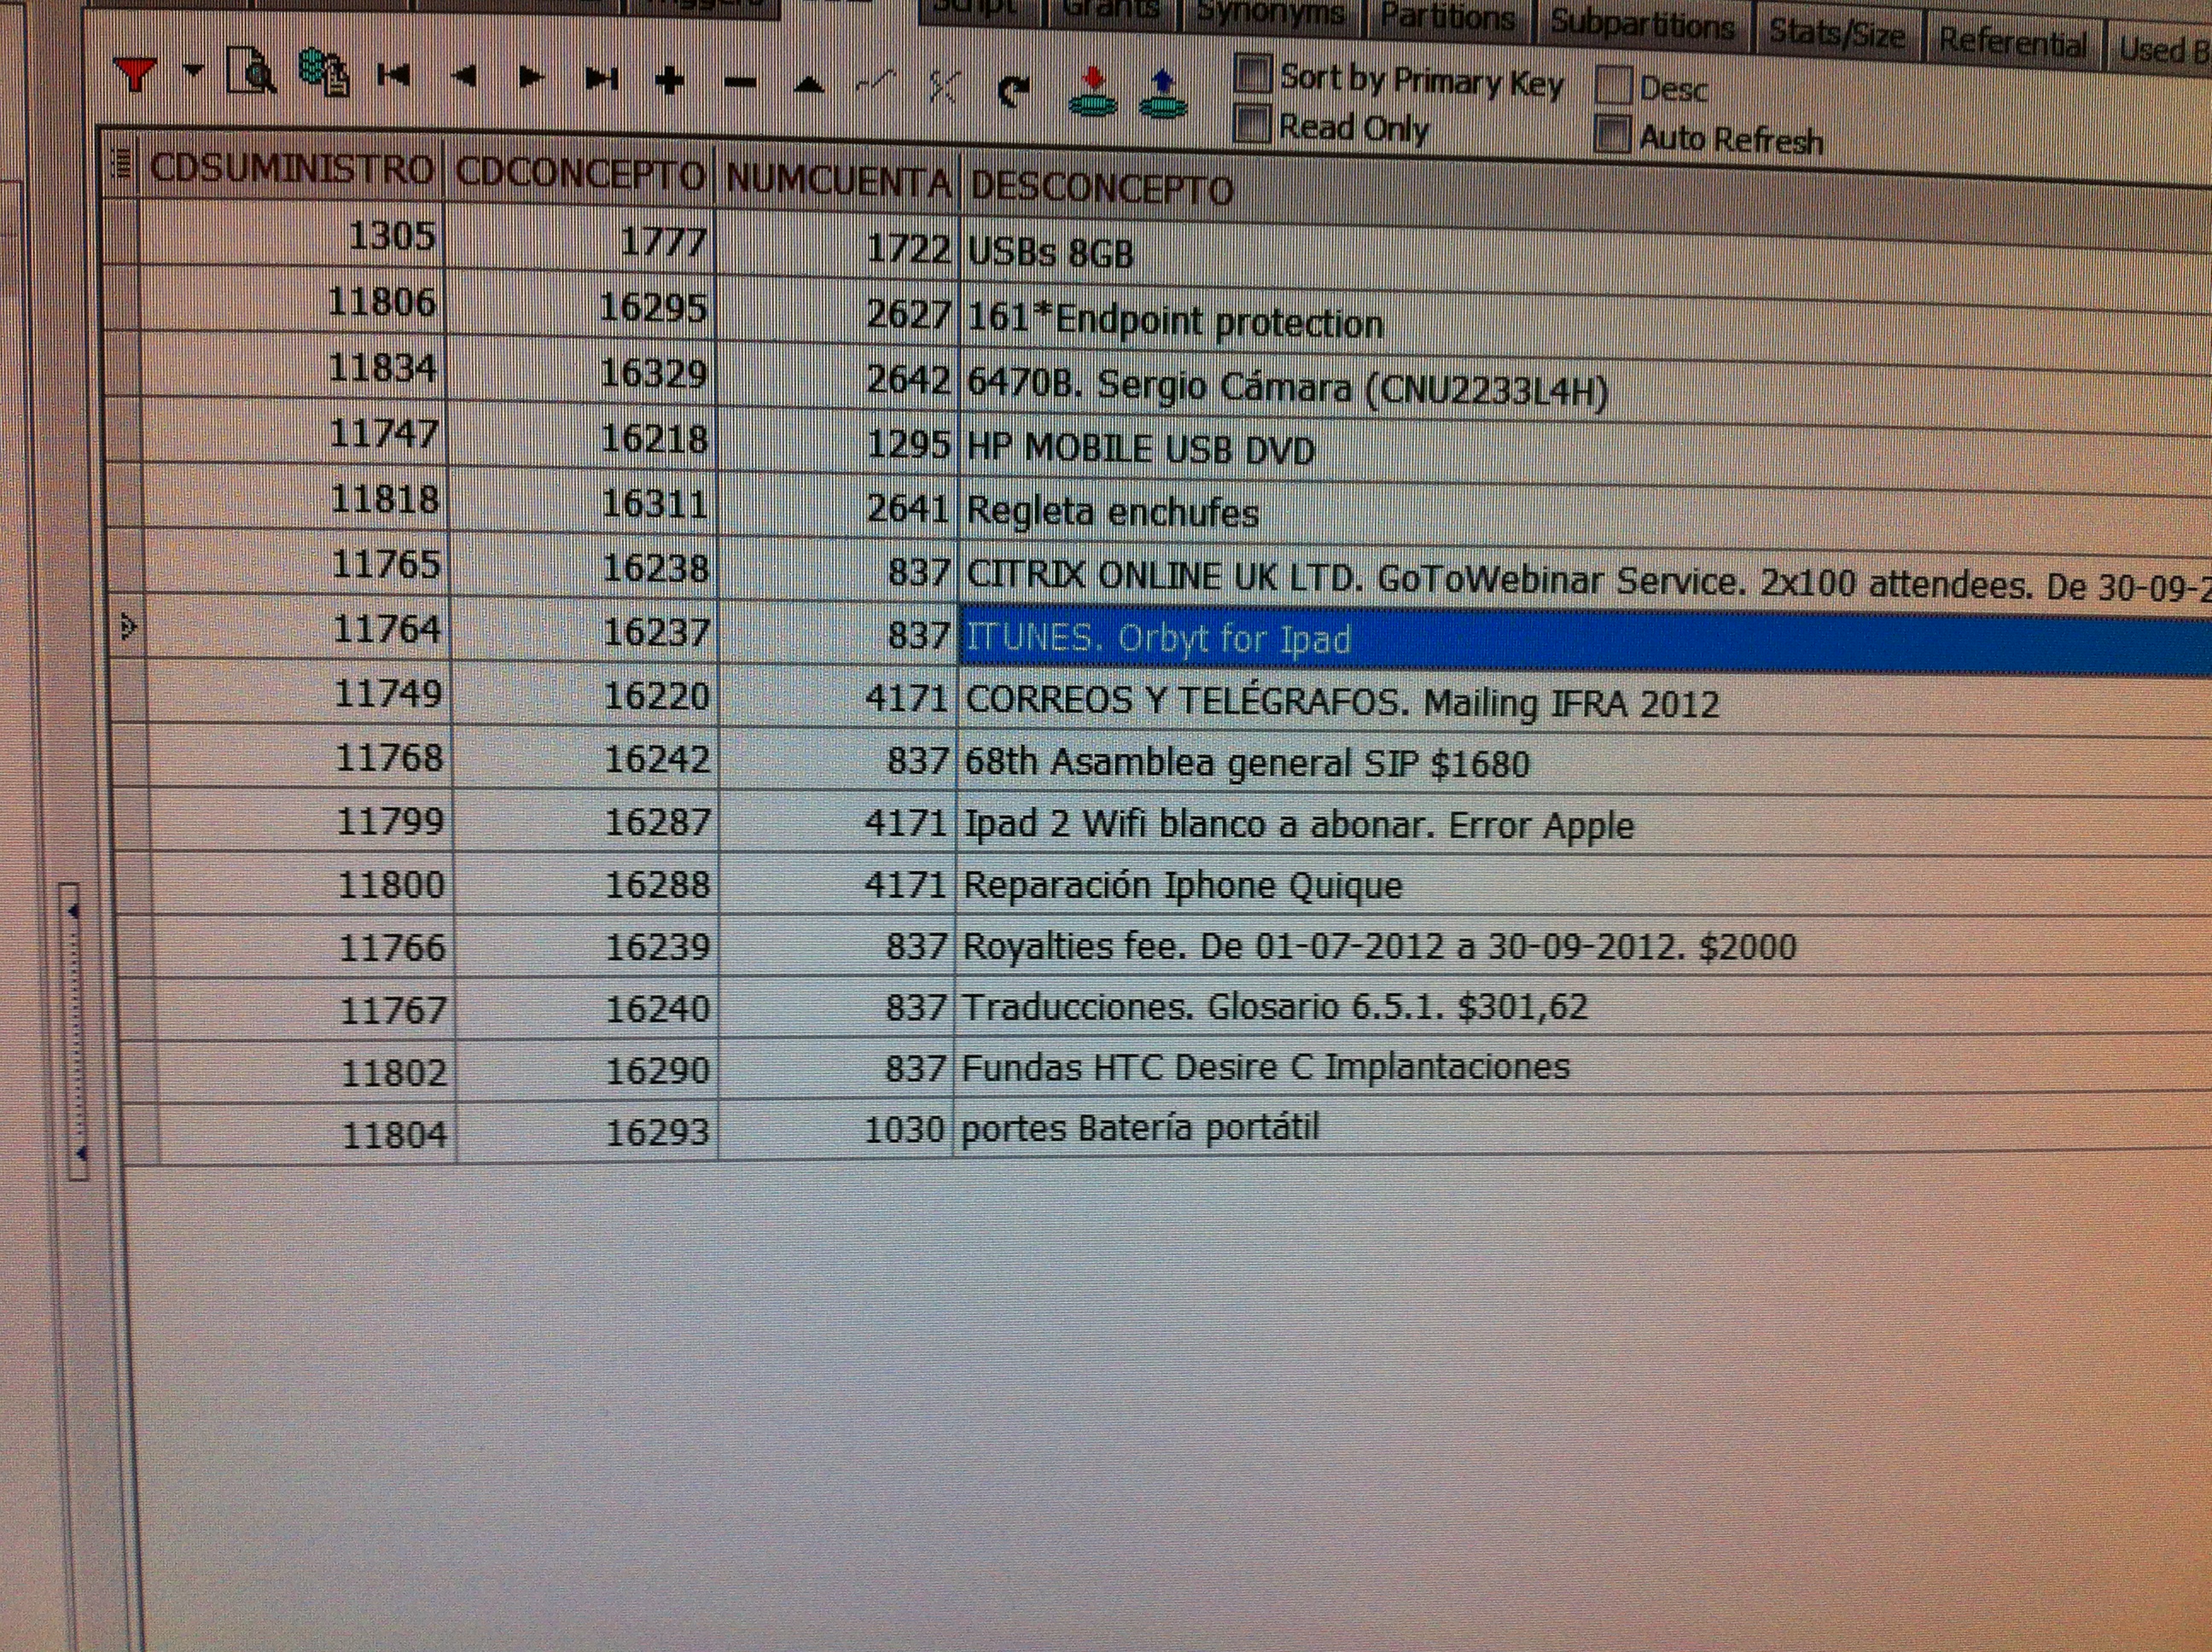 Script Grants Synonyms Partitions Subpartitions Stats/Size Referential Used B
Sort by Primary Key Desc
Read Only Auto Refresh
CDSUMINISTRO CDCONCEPTO NUMCUENTA DESCONCEPTO
1305 1777 1722 USBs 8GB
11806 16295 2627 161*Endpoint protection
11834 16329 2642 6470B. Sergio Cámara (CNU2233L4H)
11747 16218 1295 HP MOBILE USB DVD
11818 16311 2641 Regleta enchufes
11765 16238 837 CITRIX ONLINE UK LTD. GoToWebinar Service. 2x100 attendees. De 30-09-2
11764 16237 837 ITUNES. Orbyt for Ipad
11749 16220 4171 CORREOS Y TELÉGRAFOS. Mailing IFRA 2012
11768 16242 837 68th Asamblea general SIP $1680
11799 16287 4171 Ipad 2 Wifi blanco a abonar. Error Apple
11800 16288 4171 Reparación Iphone Quique
11766 16239 837 Royalties fee. De 01-07-2012 a 30-09-2012. $2000
11767 16240 837 Traducciones. Glosario 6.5.1. $301,62
11802 16290 837 Fundas HTC Desire C Implantaciones
11804 16293 1030 portes Batería portátil